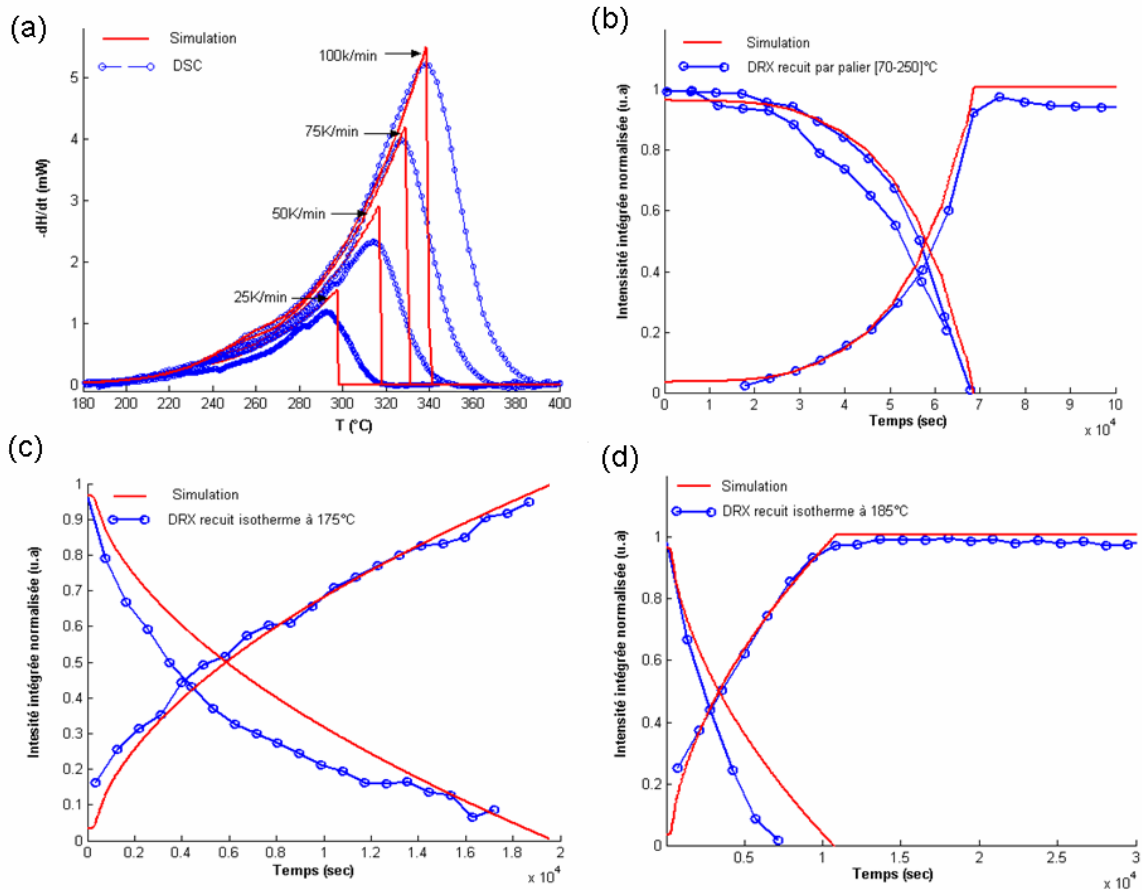 (a)
Simulation
DSC
100k/min
75K/min
50K/min
25K/min
-dH/dt (mW)
5
4
3
2
1
0
180 200 220 240 260 280 300 320 340 360 380 400
T (°C)
(b)
Simulation
DRX recuit par palier [70-250]°C
Intensisité intégrée normalisée (u.a)
1
0.8
0.6
0.4
0.2
0
0 1 2 3 4 5 6 7 8 9 10
Temps (sec)
x 10⁴
(c)
Simulation
DRX recuit isotherme à 175°C
Intesité intégrée normalisée (u.a)
1
0.9
0.8
0.7
0.6
0.5
0.4
0.3
0.2
0.1
0
0 0.2 0.4 0.6 0.8 1 1.2 1.4 1.6 1.8 2
Temps (sec)
x 10⁴
(d)
Simulation
DRX recuit isotherme à 185°C
Intensité intégrée normalisée (u.a)
1
0.8
0.6
0.4
0.2
0
0.5 1 1.5 2 2.5 3
Temps (sec)
x 10⁴